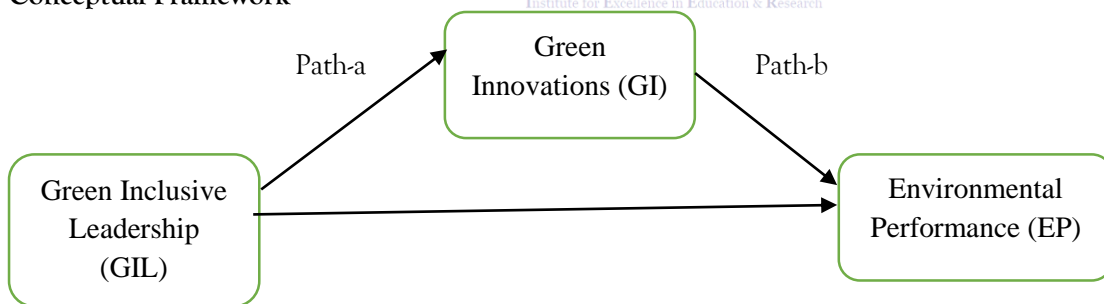 Conceptual Framework
Institute for Excellence in Education & Research
Green
Innovations (GI)
Path-a
Path-b
Green Inclusive
Leadership
(GIL)
Environmental
Performance (EP)